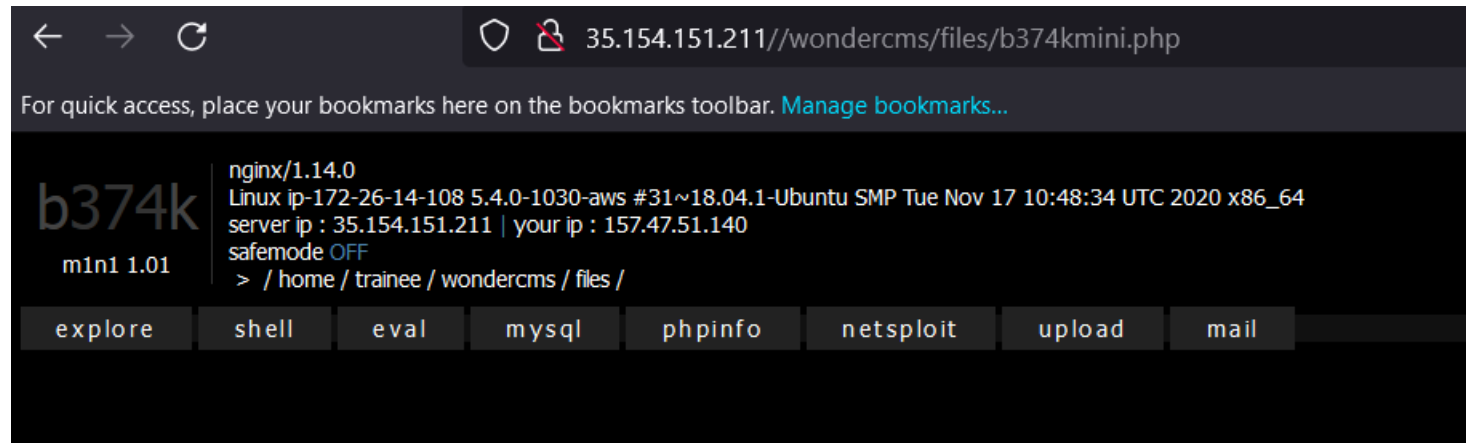 35.154.151.211//wondercms/files/b374kmini.php
For quick access, place your bookmarks here on the bookmarks toolbar. Manage bookmarks...
b374k
m1n1 1.01
nginx/1.14.0
Linux ip-172-26-14-108 5.4.0-1030-aws #31~18.04.1-Ubuntu SMP Tue Nov 17 10:48:34 UTC 2020 x86_64
server ip : 35.154.151.211 | your ip : 157.47.51.140
safemode OFF
> / home / trainee / wondercms / files /
explore shell eval mysql phpinfo netsploit upload mail